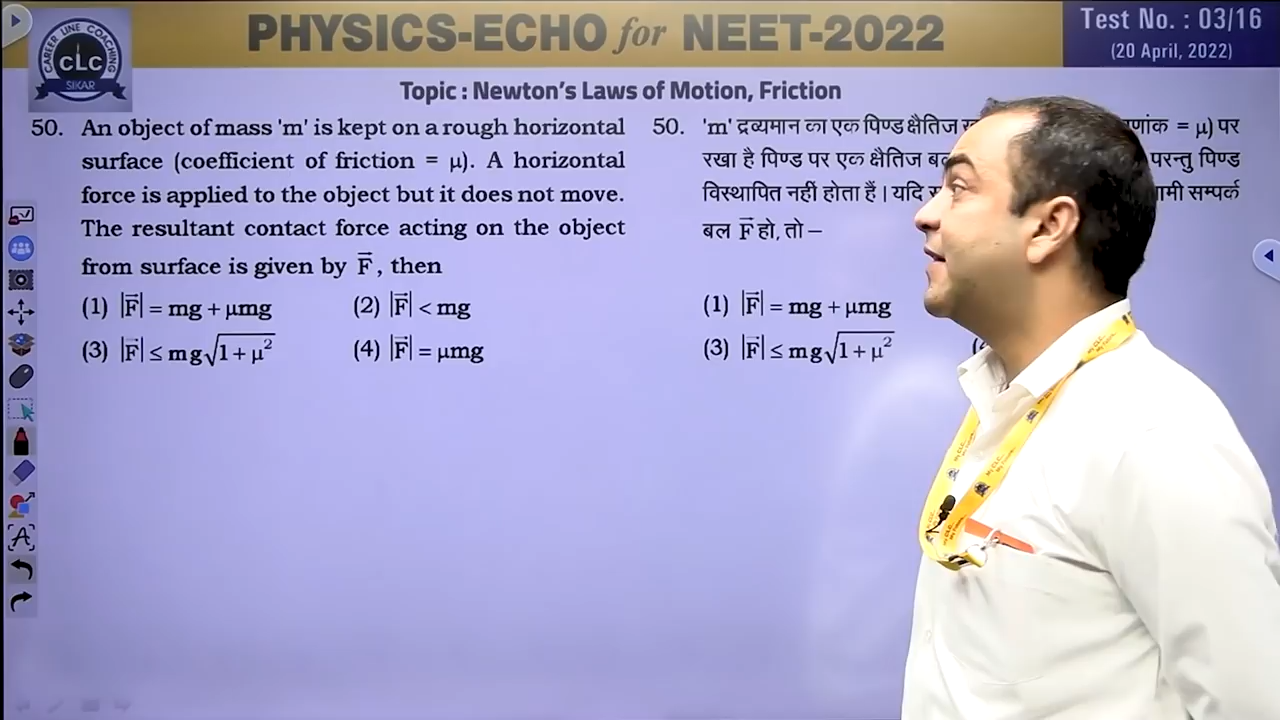 PHYSICS-ECHO for NEET-2022
Test No. : 03/16
(20 April, 2022)
CAREER LINE COACHING
CLC
SIKAR
Topic : Newton's Laws of Motion, Friction
50. An object of mass 'm' is kept on a rough horizontal
surface (coefficient of friction = μ). A horizontal
force is applied to the object but it does not move.
The resultant contact force acting on the object
from surface is given by F⃗, then
(1) |F⃗| = mg + μmg (2) |F⃗| < mg
(3) |F⃗| ≤ mg√(1 + μ²) (4) |F⃗| = μmg
50. 'm' द्रव्यमान का एक पिण्ड क्षैतिज = μ) पर
रखा है पिण्ड पर एक क्षैतिज परन्तु पिण्ड
विस्थापित नहीं होता हैं। यदि सम्पर्क
बल F⃗ हो, तो –
(1) |F⃗| = mg + μmg
(3) |F⃗| ≤ mg√(1 + μ²)